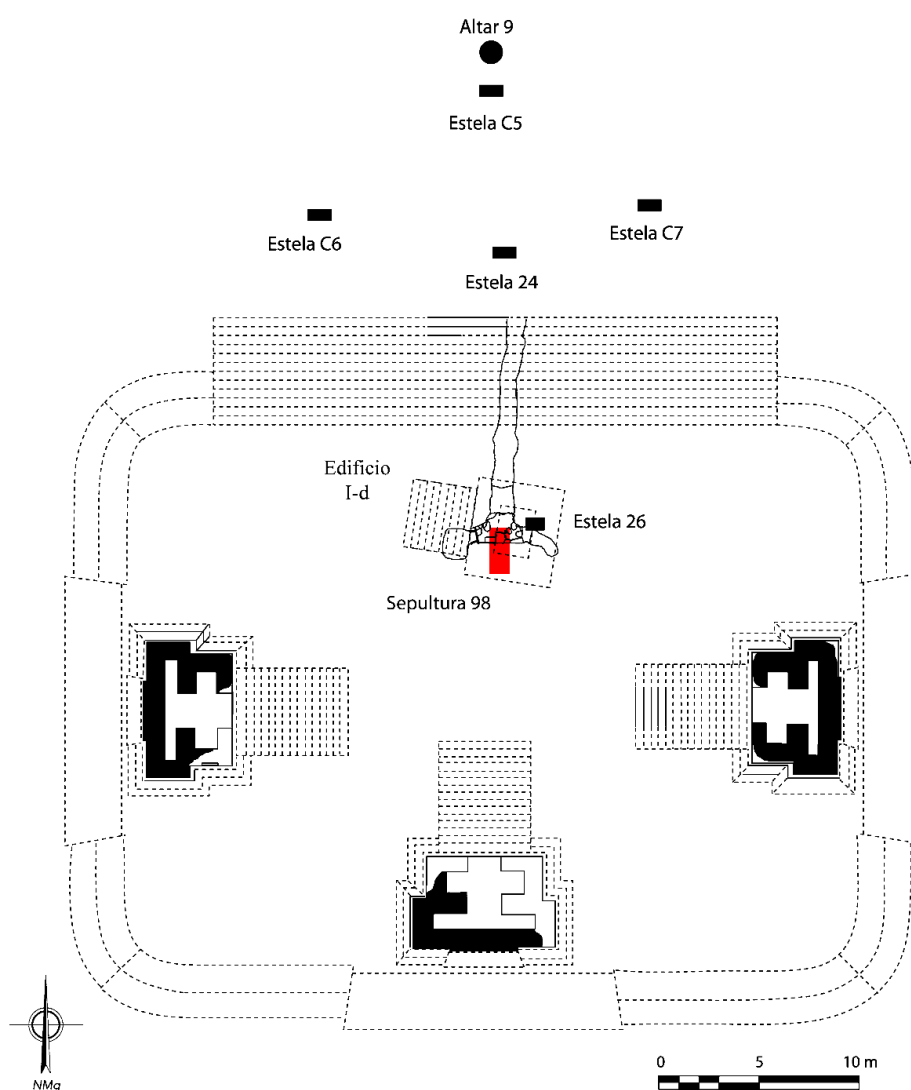 Altar 9
Estela C5
Estela C6
Estela C7
Estela 24
Edificio
I-d
Estela 26
Sepultura 98
NMg
0 5 10 m